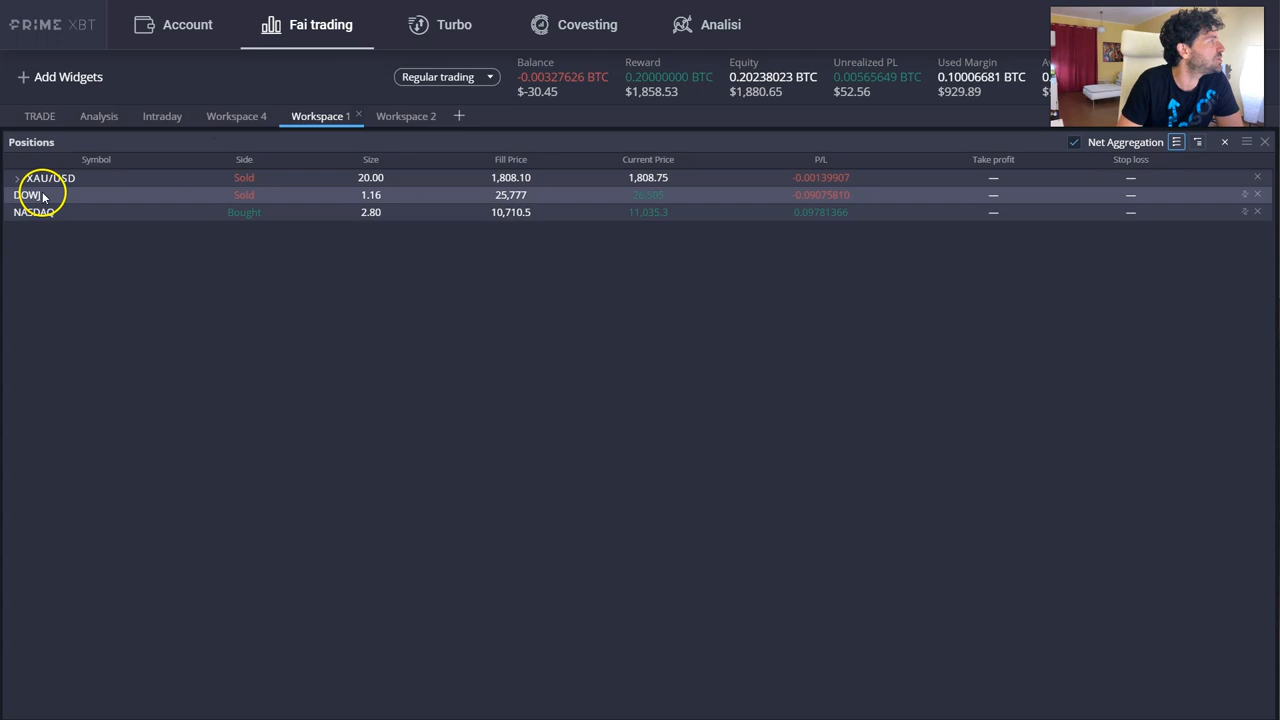 PRIME XBT Account Fai trading Turbo Covesting Analisi
Add Widgets Regular trading
Balance Reward Equity Unrealized PL Used Margin
-0.00327626 BTC 0.20000000 BTC 0.20238023 BTC 0.00565649 BTC 0.10006681 BTC
$-30.45 $1,858.53 $1,880.65 $52.56 $929.89
TRADE Analysis Intraday Workspace 4 Workspace 1 Workspace 2
Positions Net Aggregation
Symbol Side Size Fill Price Current Price P/L Take profit Stop loss
XAU/USD Sold 20.00 1,808.10 1,808.75 -0.00139907 — —
DOWJ Sold 1.16 25,777 26,505 -0.09075810 — —
NASDAQ Bought 2.80 10,710.5 11,035.3 0.09781366 — —